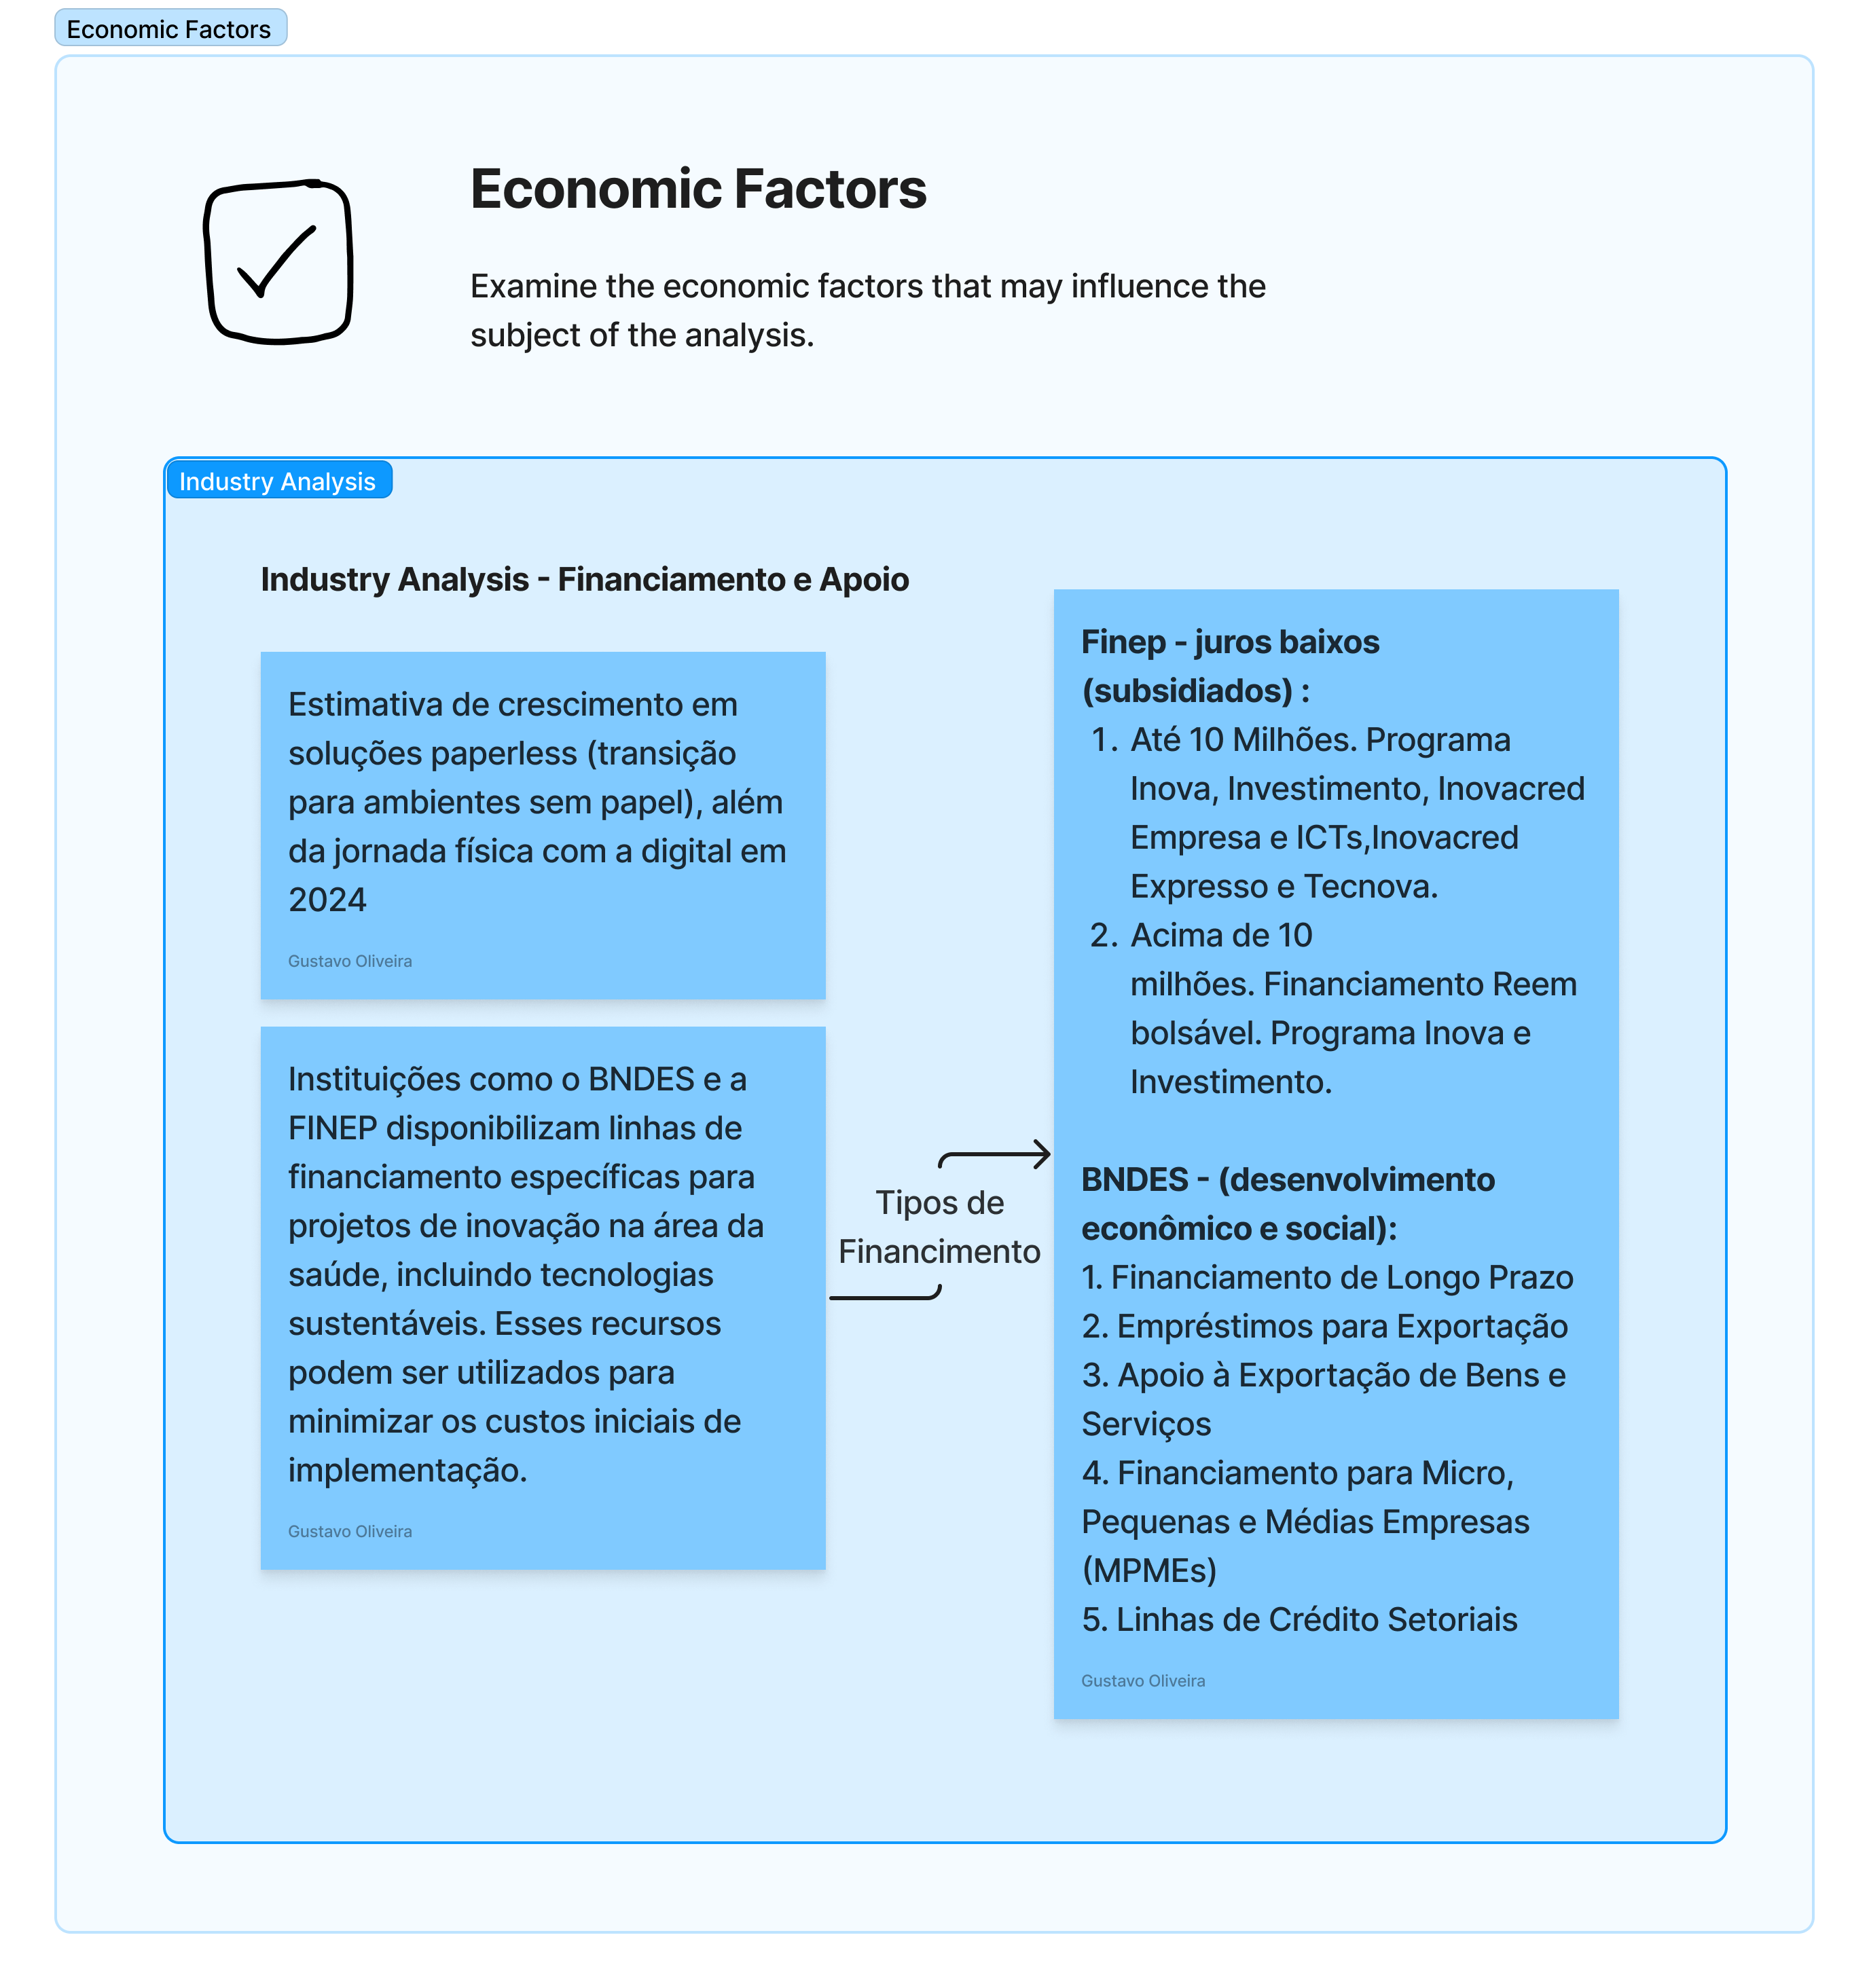 Economic Factors
Economic Factors
Examine the economic factors that may influence the
subject of the analysis.
Industry Analysis
Industry Analysis - Financiamento e Apoio
Estimativa de crescimento em
soluções paperless (transição
para ambientes sem papel), além
da jornada física com a digital em
2024
Gustavo Oliveira
Instituições como o BNDES e a
FINEP disponibilizam linhas de
financiamento específicas para
projetos de inovação na área da
saúde, incluindo tecnologias
sustentáveis. Esses recursos
podem ser utilizados para
minimizar os custos iniciais de
implementação.
Gustavo Oliveira
Tipos de
Financimento
Finep - juros baixos
(subsidiados) :
1. Até 10 Milhões. Programa
Inova, Investimento, Inovacred
Empresa e ICTs,Inovacred
Expresso e Tecnova.
2. Acima de 10
milhões. Financiamento Reem
bolsável. Programa Inova e
Investimento.
BNDES - (desenvolvimento
econômico e social):
1. Financiamento de Longo Prazo
2. Empréstimos para Exportação
3. Apoio à Exportação de Bens e
Serviços
4. Financiamento para Micro,
Pequenas e Médias Empresas
(MPMEs)
5. Linhas de Crédito Setoriais
Gustavo Oliveira